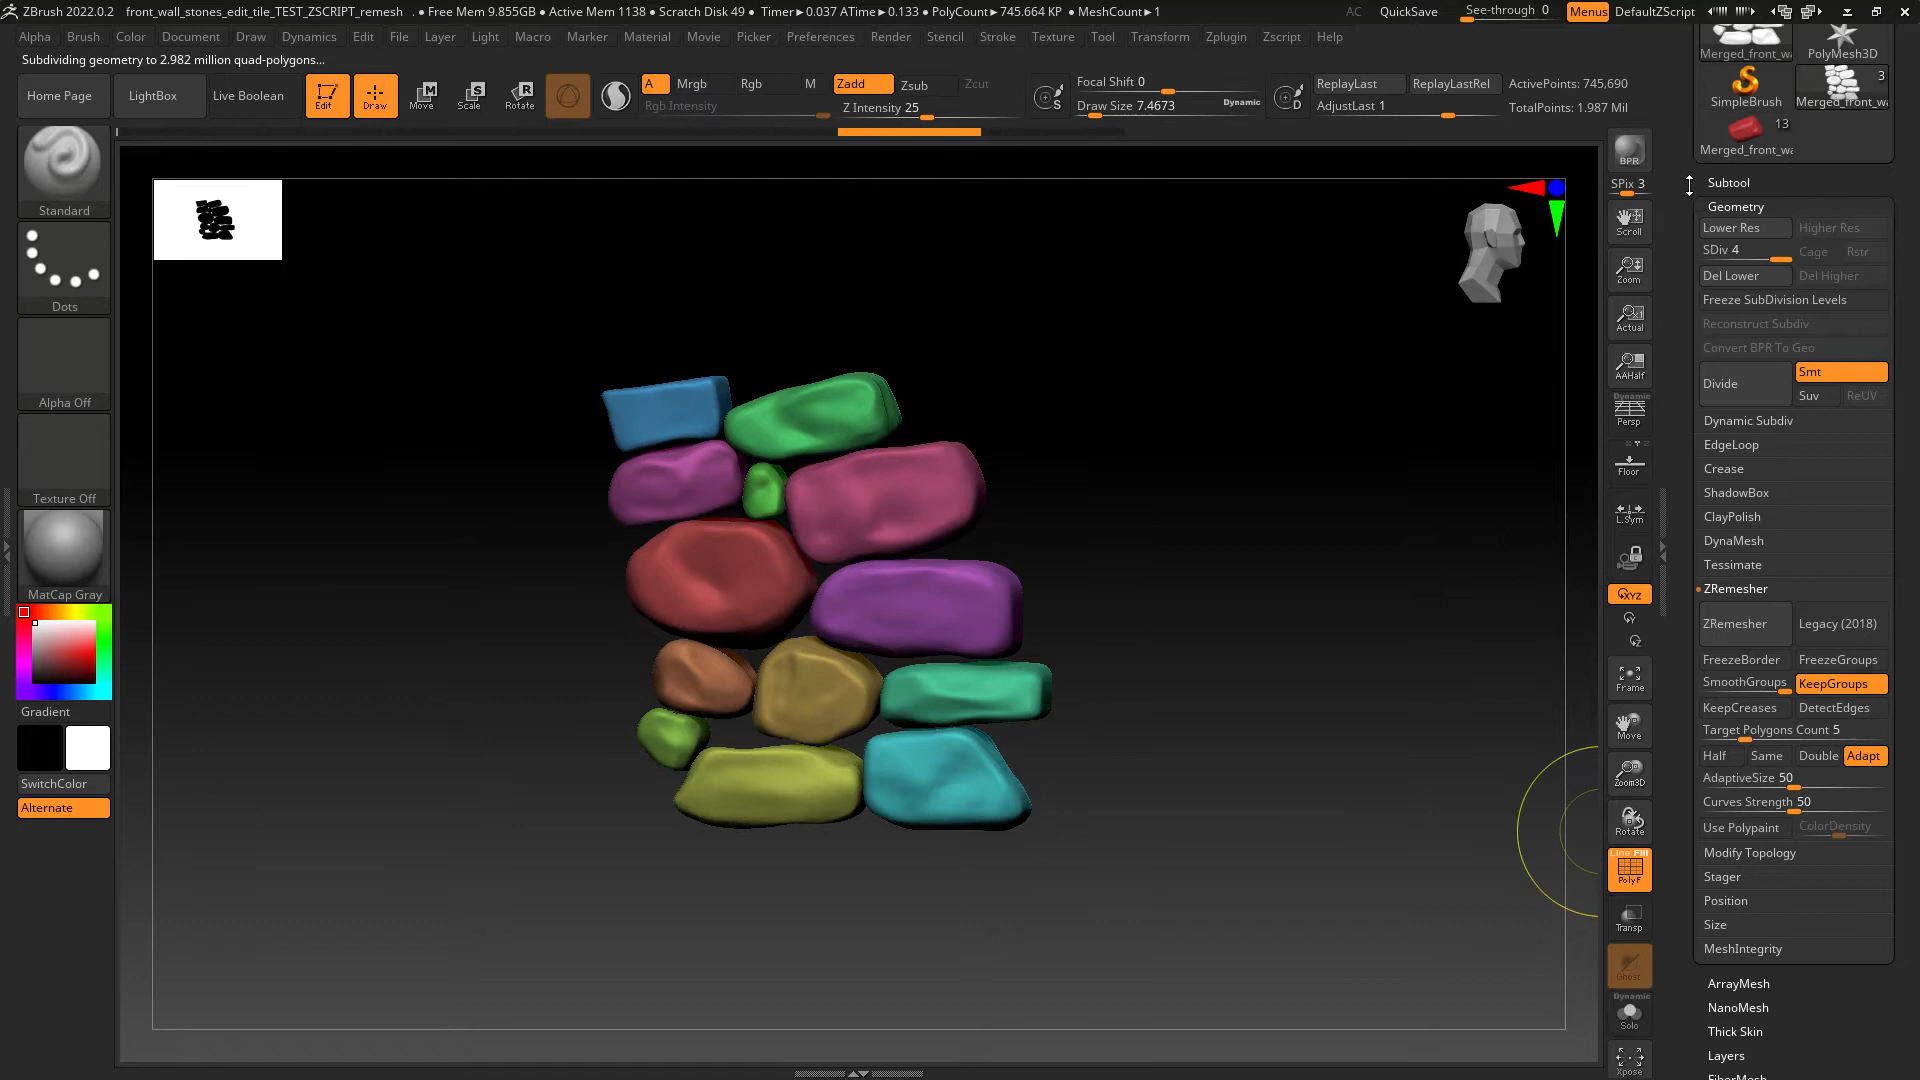 ZBrush 2022.0.2 front_wall_stones_edit_tile_TEST_ZSCRIPT_remesh . ● Free Mem 9.855GB ● Active Mem 1138 ● Scratch Disk 49 ● Timer►0.037 ATime►0.133 ● PolyCount►745.664 KP ● MeshCount►1 AC QuickSave See-through 0 Menus DefaultZScript
Alpha Brush Color Document Draw Dynamics Edit File Layer Light Macro Marker Material Movie Picker Preferences Render Stencil Stroke Texture Tool Transform Zplugin Zscript Help
Subdividing geometry to 2.982 million quad-polygons...
Home Page LightBox Live Boolean Edit Draw Move Scale Rotate
A Mrgb Rgb M Zadd Zsub Zcut
Rgb Intensity Z Intensity 25
Focal Shift 0
Draw Size 7.4673 Dynamic
S D
ReplayLast ReplayLastRel ActivePoints: 745,690
AdjustLast 1 TotalPoints: 1.987 Mil
Standard
Dots
Alpha Off
Texture Off
MatCap Gray
Gradient
SwitchColor
Alternate
BPR
SPix 3
Scroll
Zoom
Actual
AAHalf
Dynamic
Persp
Floor
L.Sym
XYZ
Y
Z
Frame
Move
Zoom3D
Rotate
Line Fill
PolyF
Transp
Ghost
Dynamic
Solo
Xpose
Merged_front_wa PolyMesh3D
3
SimpleBrush Merged_front_wa
13
Merged_front_wa
Subtool
Geometry
Lower Res Higher Res
SDiv 4 Cage Rstr
Del Lower Del Higher
Freeze SubDivision Levels
Reconstruct Subdiv
Convert BPR To Geo
Divide Smt
Suv ReUV
Dynamic Subdiv
EdgeLoop
Crease
ShadowBox
ClayPolish
DynaMesh
Tessimate
ZRemesher
ZRemesher Legacy (2018)
FreezeBorder FreezeGroups
SmoothGroups KeepGroups
KeepCreases DetectEdges
Target Polygons Count 5
Half Same Double Adapt
AdaptiveSize 50
Curves Strength 50
Use Polypaint ColorDensity
Modify Topology
Stager
Position
Size
MeshIntegrity
ArrayMesh
NanoMesh
Thick Skin
Layers
FiberMesh